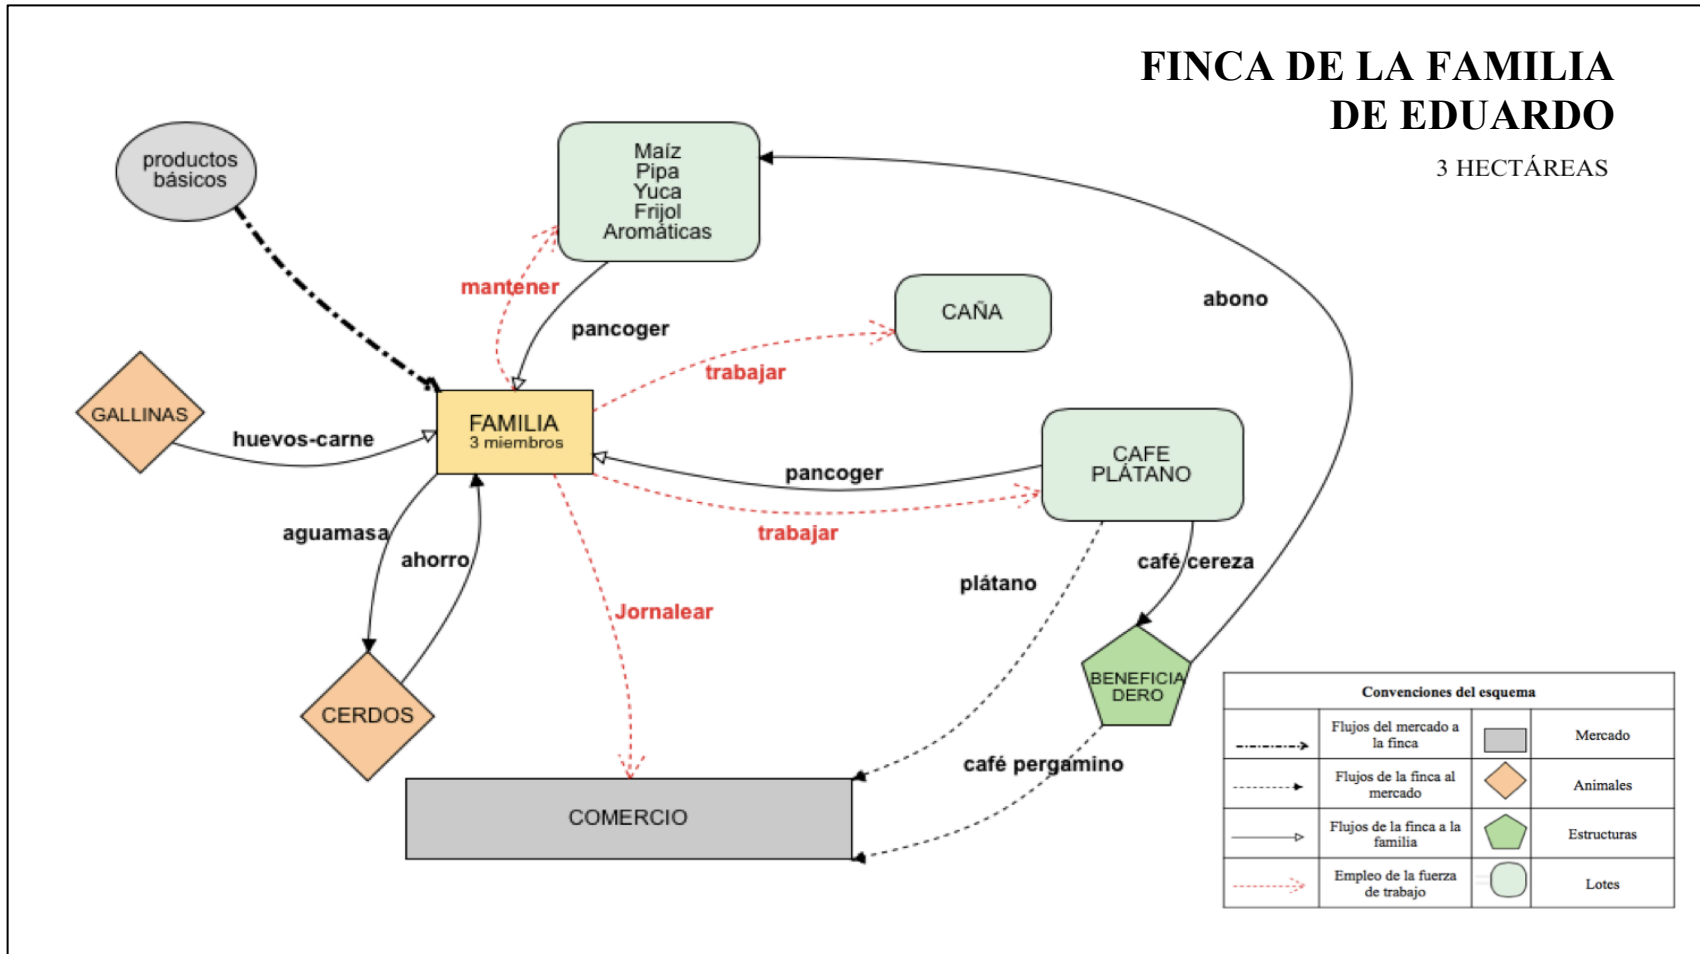 FINCA DE LA FAMILIA
DE EDUARDO
3 HECTÁREAS
productos
básicos
Maíz
Pipa
Yuca
Frijol
Aromáticas
mantener
pancoger
CAÑA
abono
trabajar
GALLINAS
huevos-carne
FAMILIA
3 miembros
pancoger
CAFE
PLÁTANO
trabajar
aguamasa
ahorro
Jornalear
plátano
café cereza
BENEFICIA
DERO
CERDOS
café pergamino
COMERCIO
Convenciones del esquema
Flujos del mercado a
la finca
Mercado
Flujos de la finca al
mercado
Animales
Flujos de la finca a la
familia
Estructuras
Empleo de la fuerza
de trabajo
Lotes